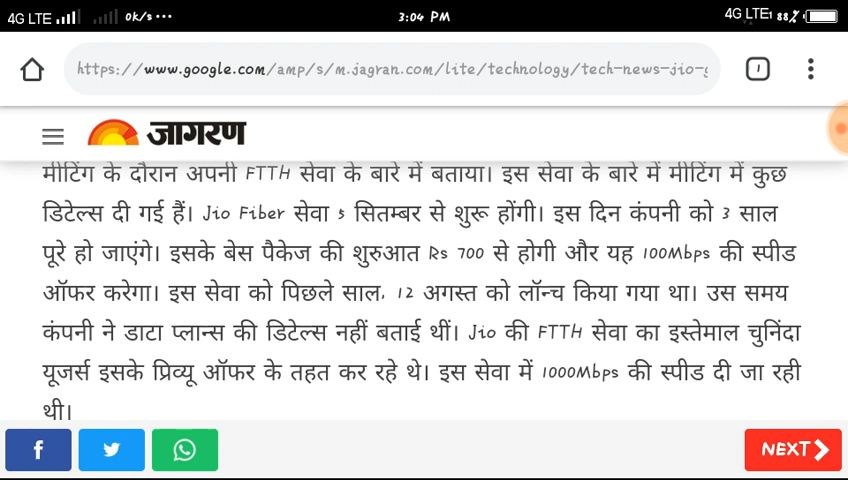 4G LTE 0K/s ··· 3:04 PM 4G LTE 88%
https://www.google.com/amp/s/m.jagran.com/lite/technology/tech-news-jio-g 1
जागरण
मीटिंग के दौरान अपनी FTTH सेवा के बारे में बताया। इस सेवा के बारे में मीटिंग में कुछ
डिटेल्स दी गई हैं। Jio Fiber सेवा 5 सितम्बर से शुरू होंगी। इस दिन कंपनी को 3 साल
पूरे हो जाएंगे। इसके बेस पैकेज की शुरुआत Rs 700 से होगी और यह 100Mbps की स्पीड
ऑफर करेगा। इस सेवा को पिछले साल, 12 अगस्त को लॉन्च किया गया था। उस समय
कंपनी ने डाटा प्लान्स की डिटेल्स नहीं बताई थीं। Jio की FTTH सेवा का इस्तेमाल चुनिंदा
यूजर्स इसके प्रिव्यू ऑफर के तहत कर रहे थे। इस सेवा में 1000Mbps की स्पीड दी जा रही
थी।
NEXT